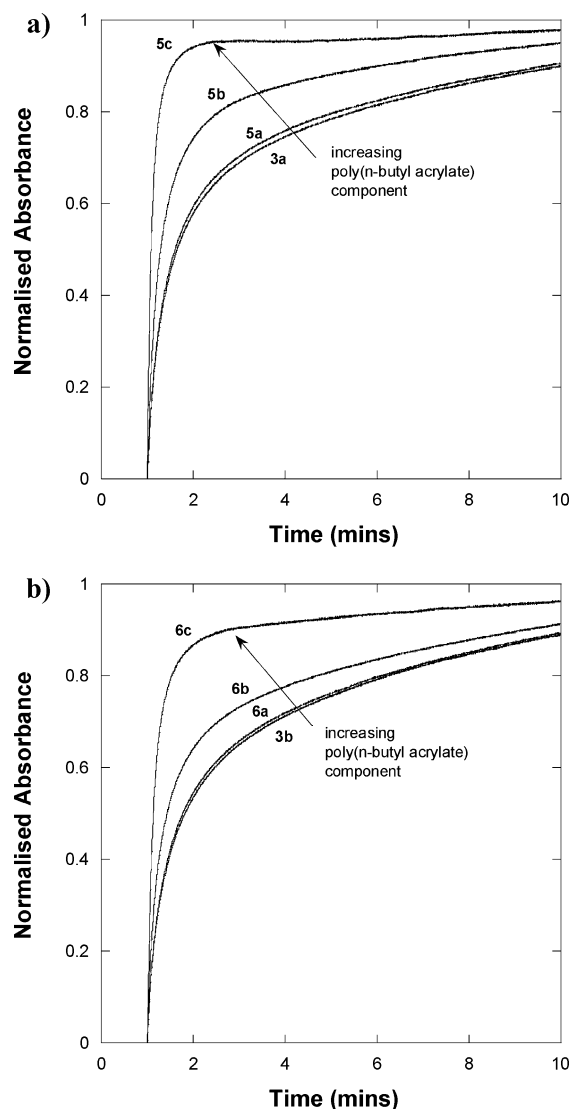 a)
1
0.8
0.6
0.4
0.2
0
Normalised Absorbance
5c
5b
5a
3a
increasing
poly(n-butyl acrylate)
component
0 2 4 6 8 10
Time (mins)
b)
1
0.8
0.6
0.4
0.2
0
Normalised Absorbance
6c
6b
6a
3b
increasing
poly(n-butyl acrylate)
component
0 2 4 6 8 10
Time (mins)